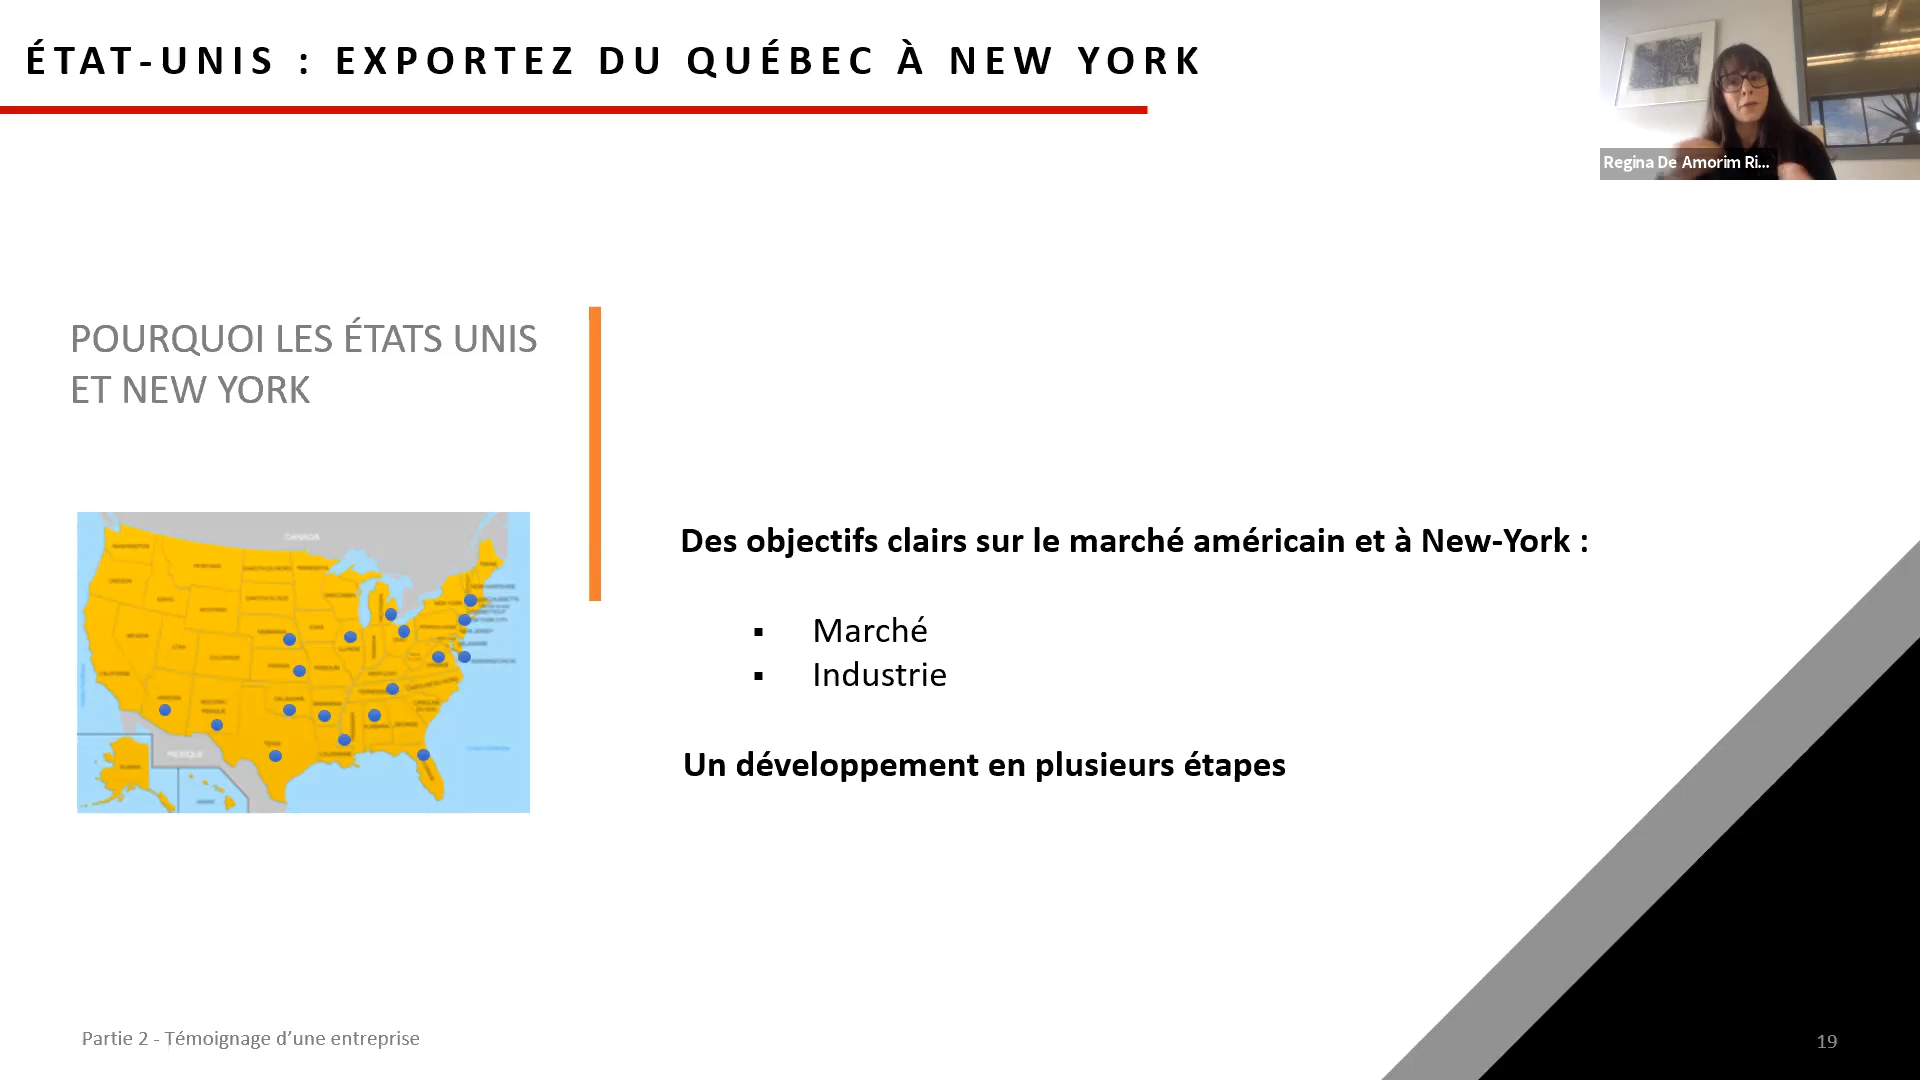 ÉTAT-UNIS : EXPORTEZ DU QUÉBEC À NEW YORK
Regina De Amorim Ri...
POURQUOI LES ÉTATS UNIS
ET NEW YORK
CANADA
MEXIQUE
Des objectifs clairs sur le marché américain et à New-York :
▪ Marché
▪ Industrie
Un développement en plusieurs étapes
Partie 2 - Témoignage d’une entreprise
19